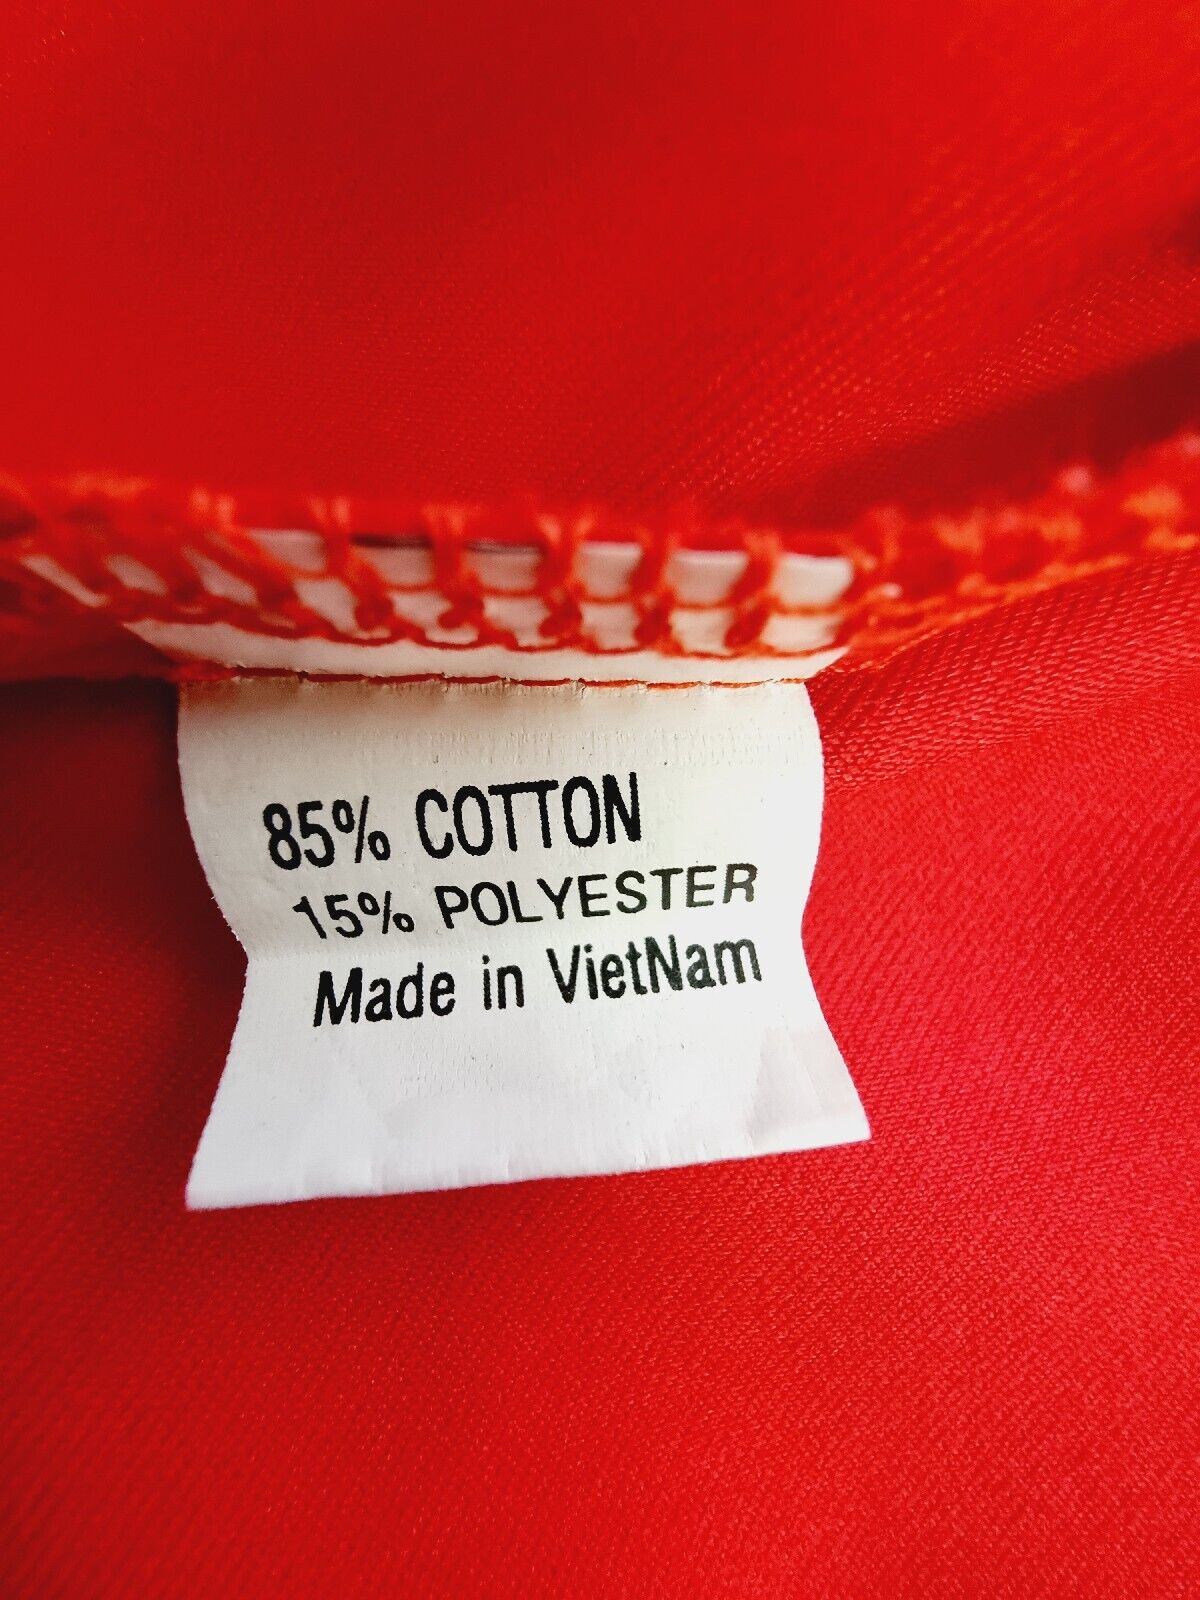 85% COTTON
15% POLYESTER
Made in VietNam